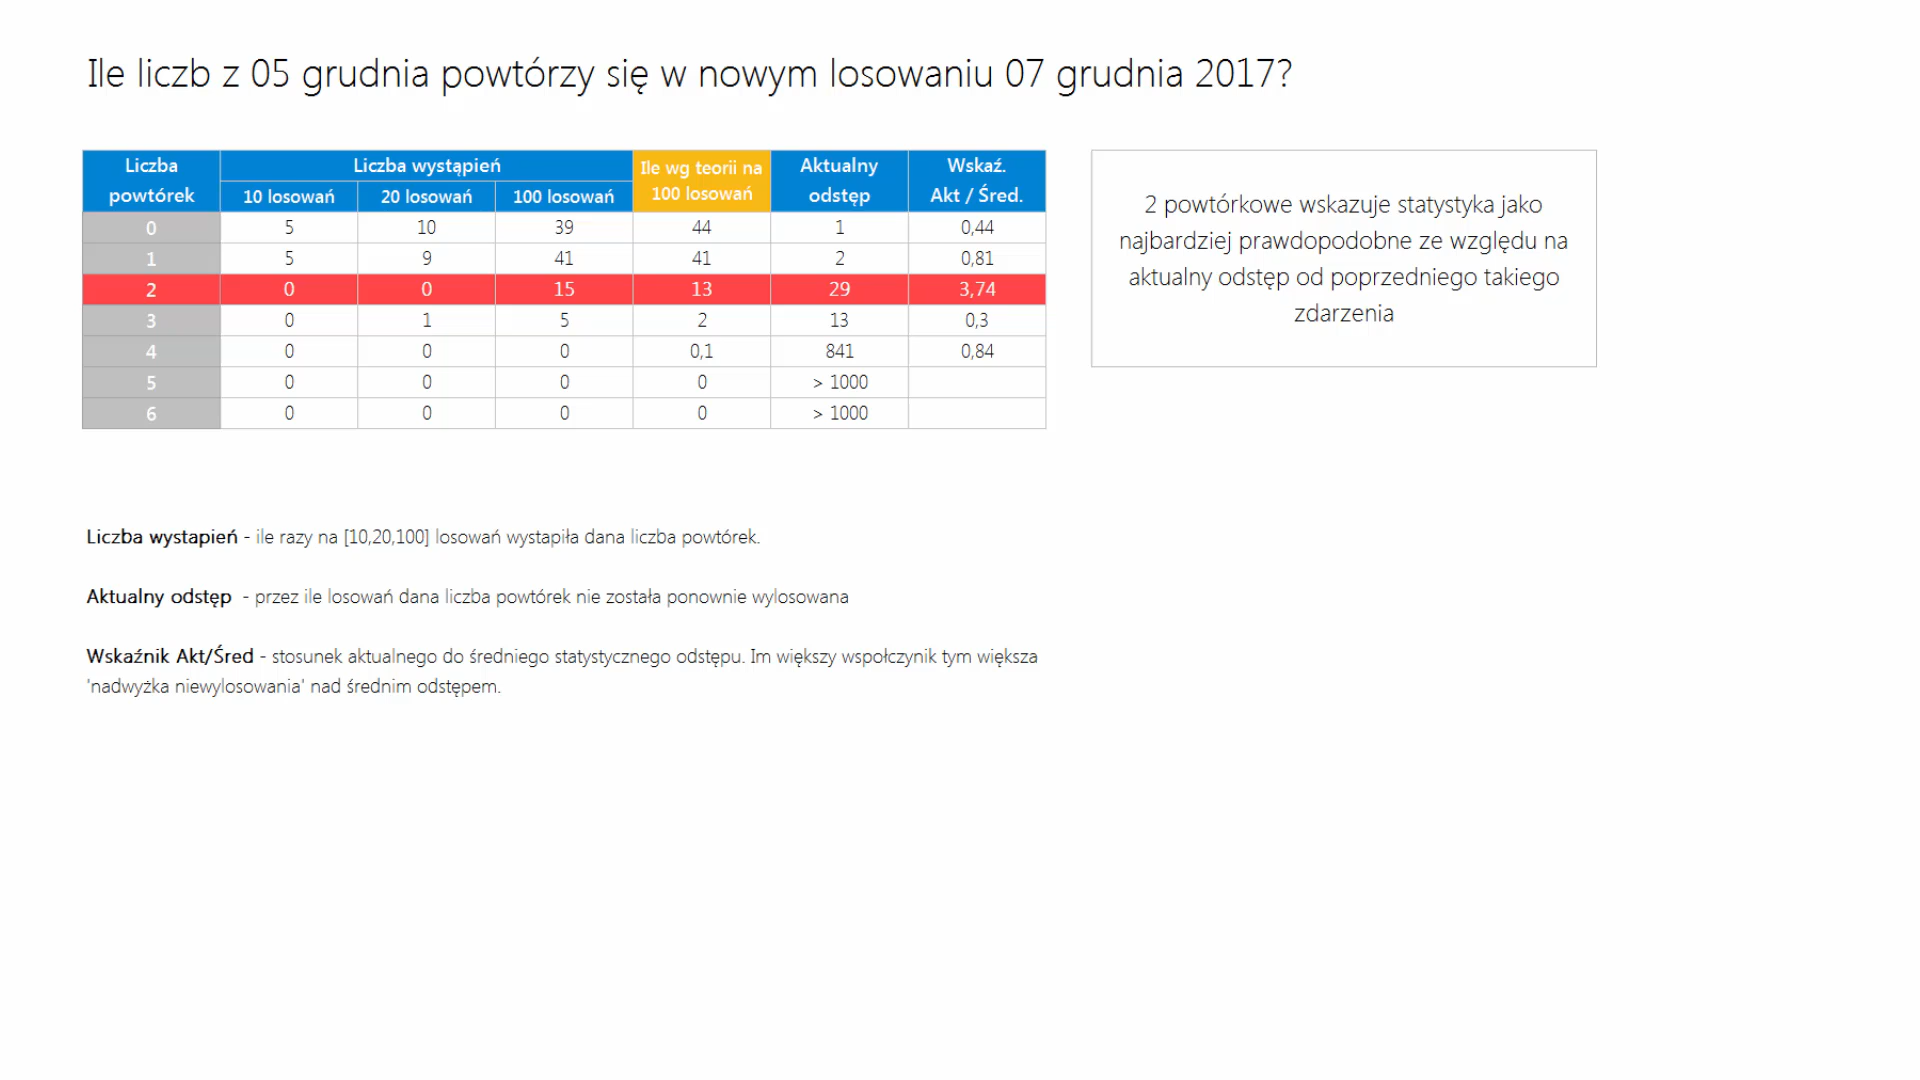 Ile liczb z 05 grudnia powtórzy się w nowym losowaniu 07 grudnia 2017?
Liczba powtórek | Liczba wystąpień | Ile wg teorii na 100 losowań | Aktualny odstęp | Wskaź. Akt / Śred.
10 losowań | 20 losowań | 100 losowań
0 | 5 | 10 | 39 | 44 | 1 | 0,44
1 | 5 | 9 | 41 | 41 | 2 | 0,81
2 | 0 | 0 | 15 | 13 | 29 | 3,74
3 | 0 | 1 | 5 | 2 | 13 | 0,3
4 | 0 | 0 | 0 | 0,1 | 841 | 0,84
5 | 0 | 0 | 0 | 0 | > 1000
6 | 0 | 0 | 0 | 0 | > 1000
2 powtórkowe wskazuje statystyka jako
najbardziej prawdopodobne ze względu na
aktualny odstęp od poprzedniego takiego
zdarzenia
Liczba wystapień - ile razy na [10,20,100] losowań wystapiła dana liczba powtórek.
Aktualny odstęp - przez ile losowań dana liczba powtórek nie została ponownie wylosowana
Wskaźnik Akt/Śred - stosunek aktualnego do średniego statystycznego odstępu. Im większy wspołczynik tym większa
'nadwyżka niewylosowania' nad średnim odstępem.